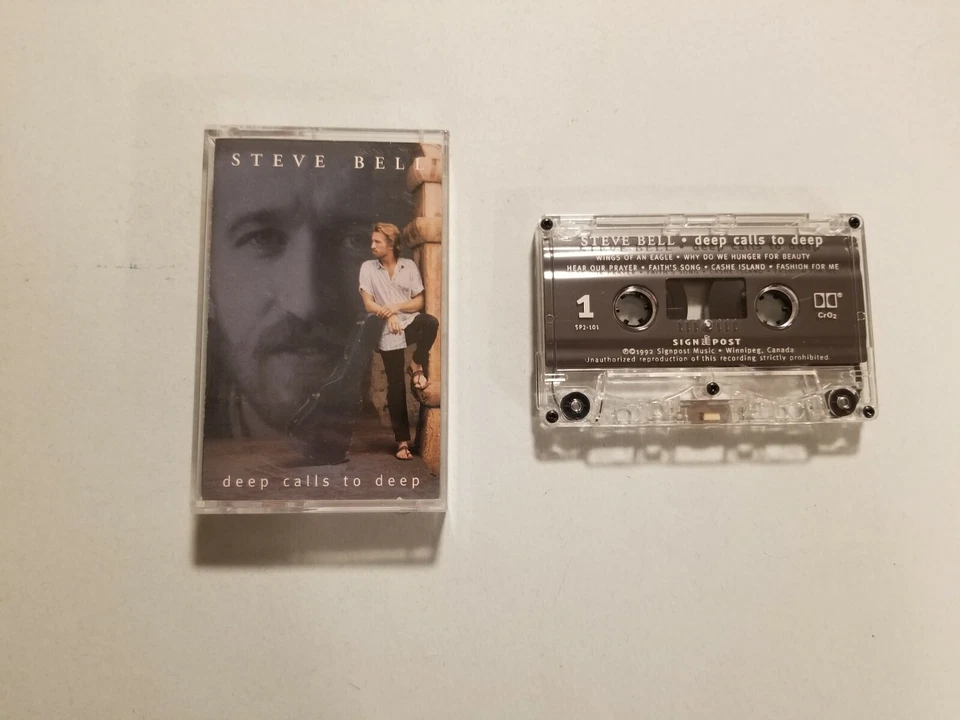 STEVE BELL
deep calls to deep
STEVE BELL • deep calls to deep
WINGS OF AN EAGLE • WHY DO WE HUNGER FOR BEAUTY
HEAR OUR PRAYER • FAITH'S SONG • CASHE ISLAND • FASHION FOR ME
1
SP2-101
CrO₂
SIGNPOST
℗©1992 Signpost Music • Winnipeg, Canada
Unauthorized reproduction of this recording strictly prohibited.